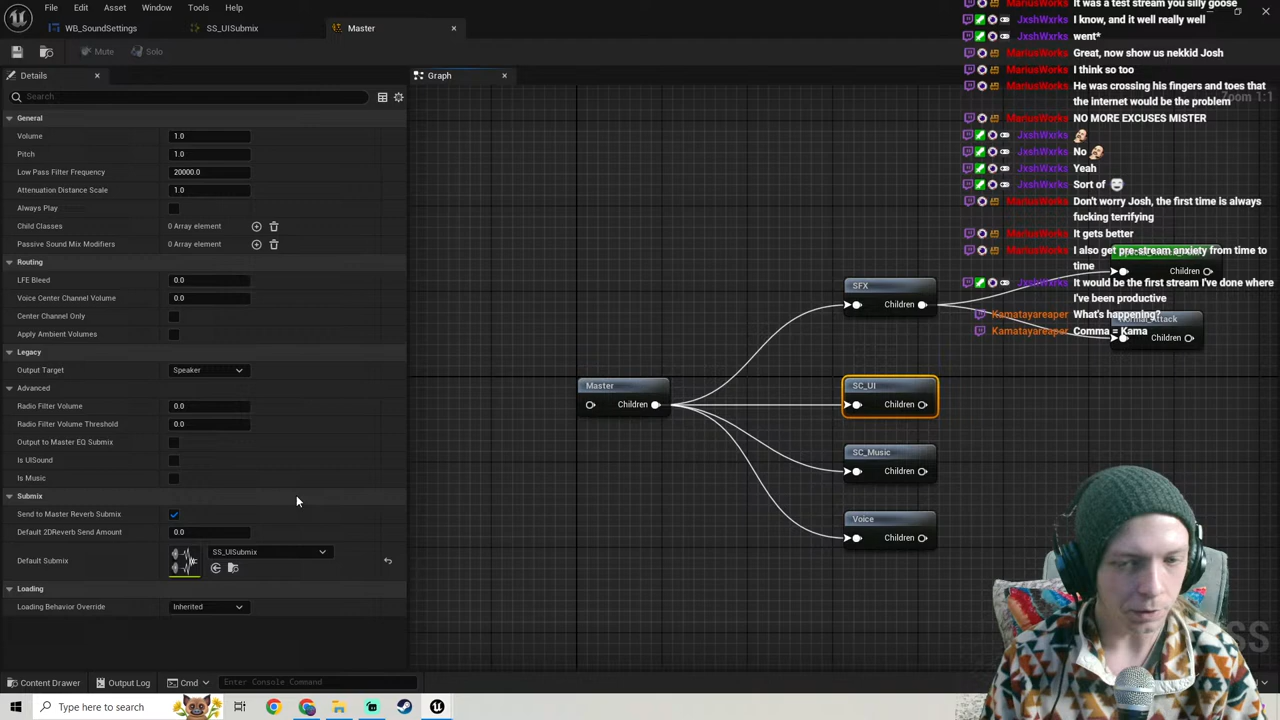 File Edit Asset Window Tools Help
WB_SoundSettings SS_UISubmix Master
Mute Solo
Details
Search
General
Volume 1.0
Pitch 1.0
Low Pass Filter Frequency 20000.0
Attenuation Distance Scale 1.0
Always Play
Child Classes 0 Array element
Passive Sound Mix Modifiers 0 Array element
Routing
LFE Bleed 0.0
Voice Center Channel Volume 0.0
Center Channel Only
Apply Ambient Volumes
Legacy
Output Target Speaker
Advanced
Radio Filter Volume 0.0
Radio Filter Volume Threshold 0.0
Output to Master EQ Submix
Is UISound
Is Music
Submix
Send to Master Reverb Submix
Default 2DReverb Send Amount 0.0
Default Submix SS_UISubmix
Loading
Loading Behavior Override Inherited
Graph
Zoom 1:1
Master
Children
SFX
Children
SC_UI
Children
SC_Music
Children
Voice
Children
Children
Normal_Attack
Children
MariusWorks It was a test stream you silly goose
JxshWxrks I know, and it well really well
JxshWxrks went*
MariusWorks Great, now show us nekkid Josh
MariusWorks I think so too
MariusWorks He was crossing his fingers and toes that
the internet would be the problem
MariusWorks NO MORE EXCUSES MISTER
JxshWxrks
JxshWxrks No
JxshWxrks Yeah
JxshWxrks Sort of
MariusWorks Don't worry Josh, the first time is always
fucking terrifying
MariusWorks It gets better
MariusWorks I also get pre-stream anxiety from time to
time
JxshWxrks It would be the first stream I've done where
I've been productive
Kamatayareaper What's happening?
Kamatayareaper Comma = Kama
Content Drawer Output Log Cmd Enter Console Command
Type here to search